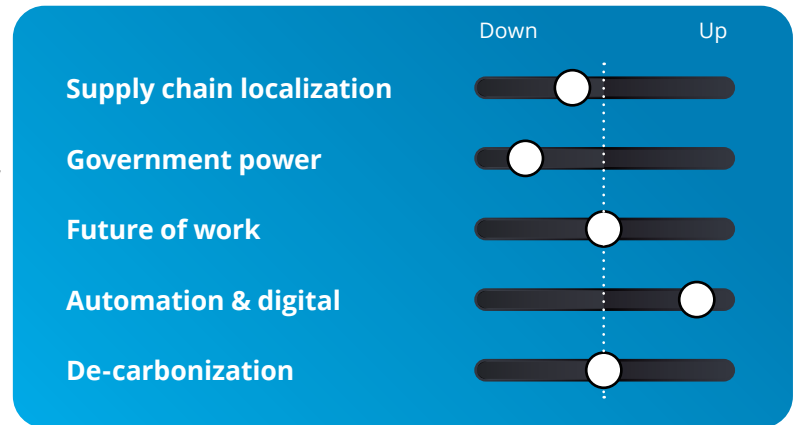 Down Up
Supply chain localization
Government power
Future of work
Automation & digital
De-carbonization